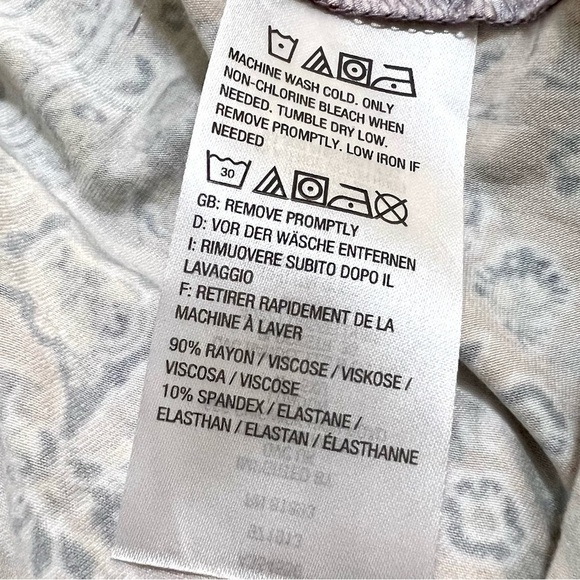 MACHINE WASH COLD. ONLY
NON-CHLORINE BLEACH WHEN
NEEDED. TUMBLE DRY LOW.
REMOVE PROMPTLY. LOW IRON IF
NEEDED
30
GB: REMOVE PROMPTLY
D: VOR DER WÄSCHE ENTFERNEN
I: RIMUOVERE SUBITO DOPO IL
LAVAGGIO
F: RETIRER RAPIDEMENT DE LA
MACHINE À LAVER
90% RAYON / VISCOSE / VISKOSE /
VISCOSA / VISCOSE
10% SPANDEX / ELASTANE /
ELASTHAN / ELASTAN / ÉLASTHANNE